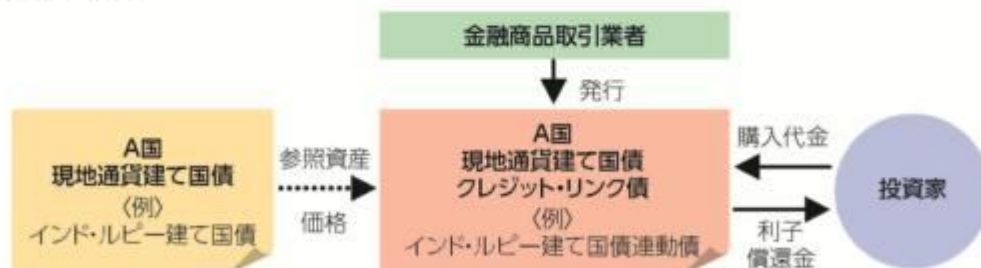 金融商品取引業者
発行
A国
現地通貨建て国債
〈例〉
インド・ルピー建て国債
参照資産
価格
A国
現地通貨建て国債
クレジット・リンク債
〈例〉
インド・ルピー建て国債連動債
購入代金
利子
償還金
投資家